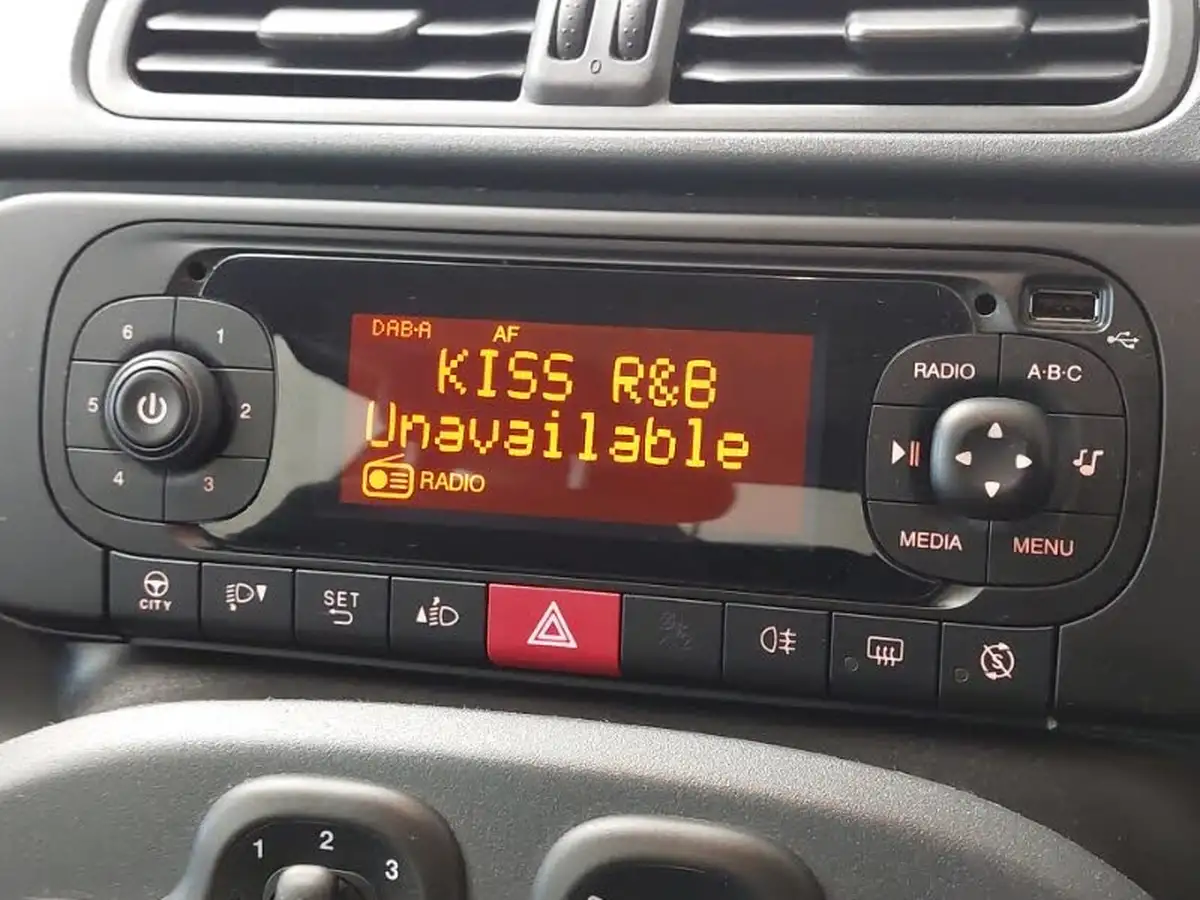 0
DAB·A AF
KISS R&B
Unavailable
RADIO
6 1
5 2
4 3
RADIO A·B·C
MEDIA MENU
CITY
SET
1 2 3